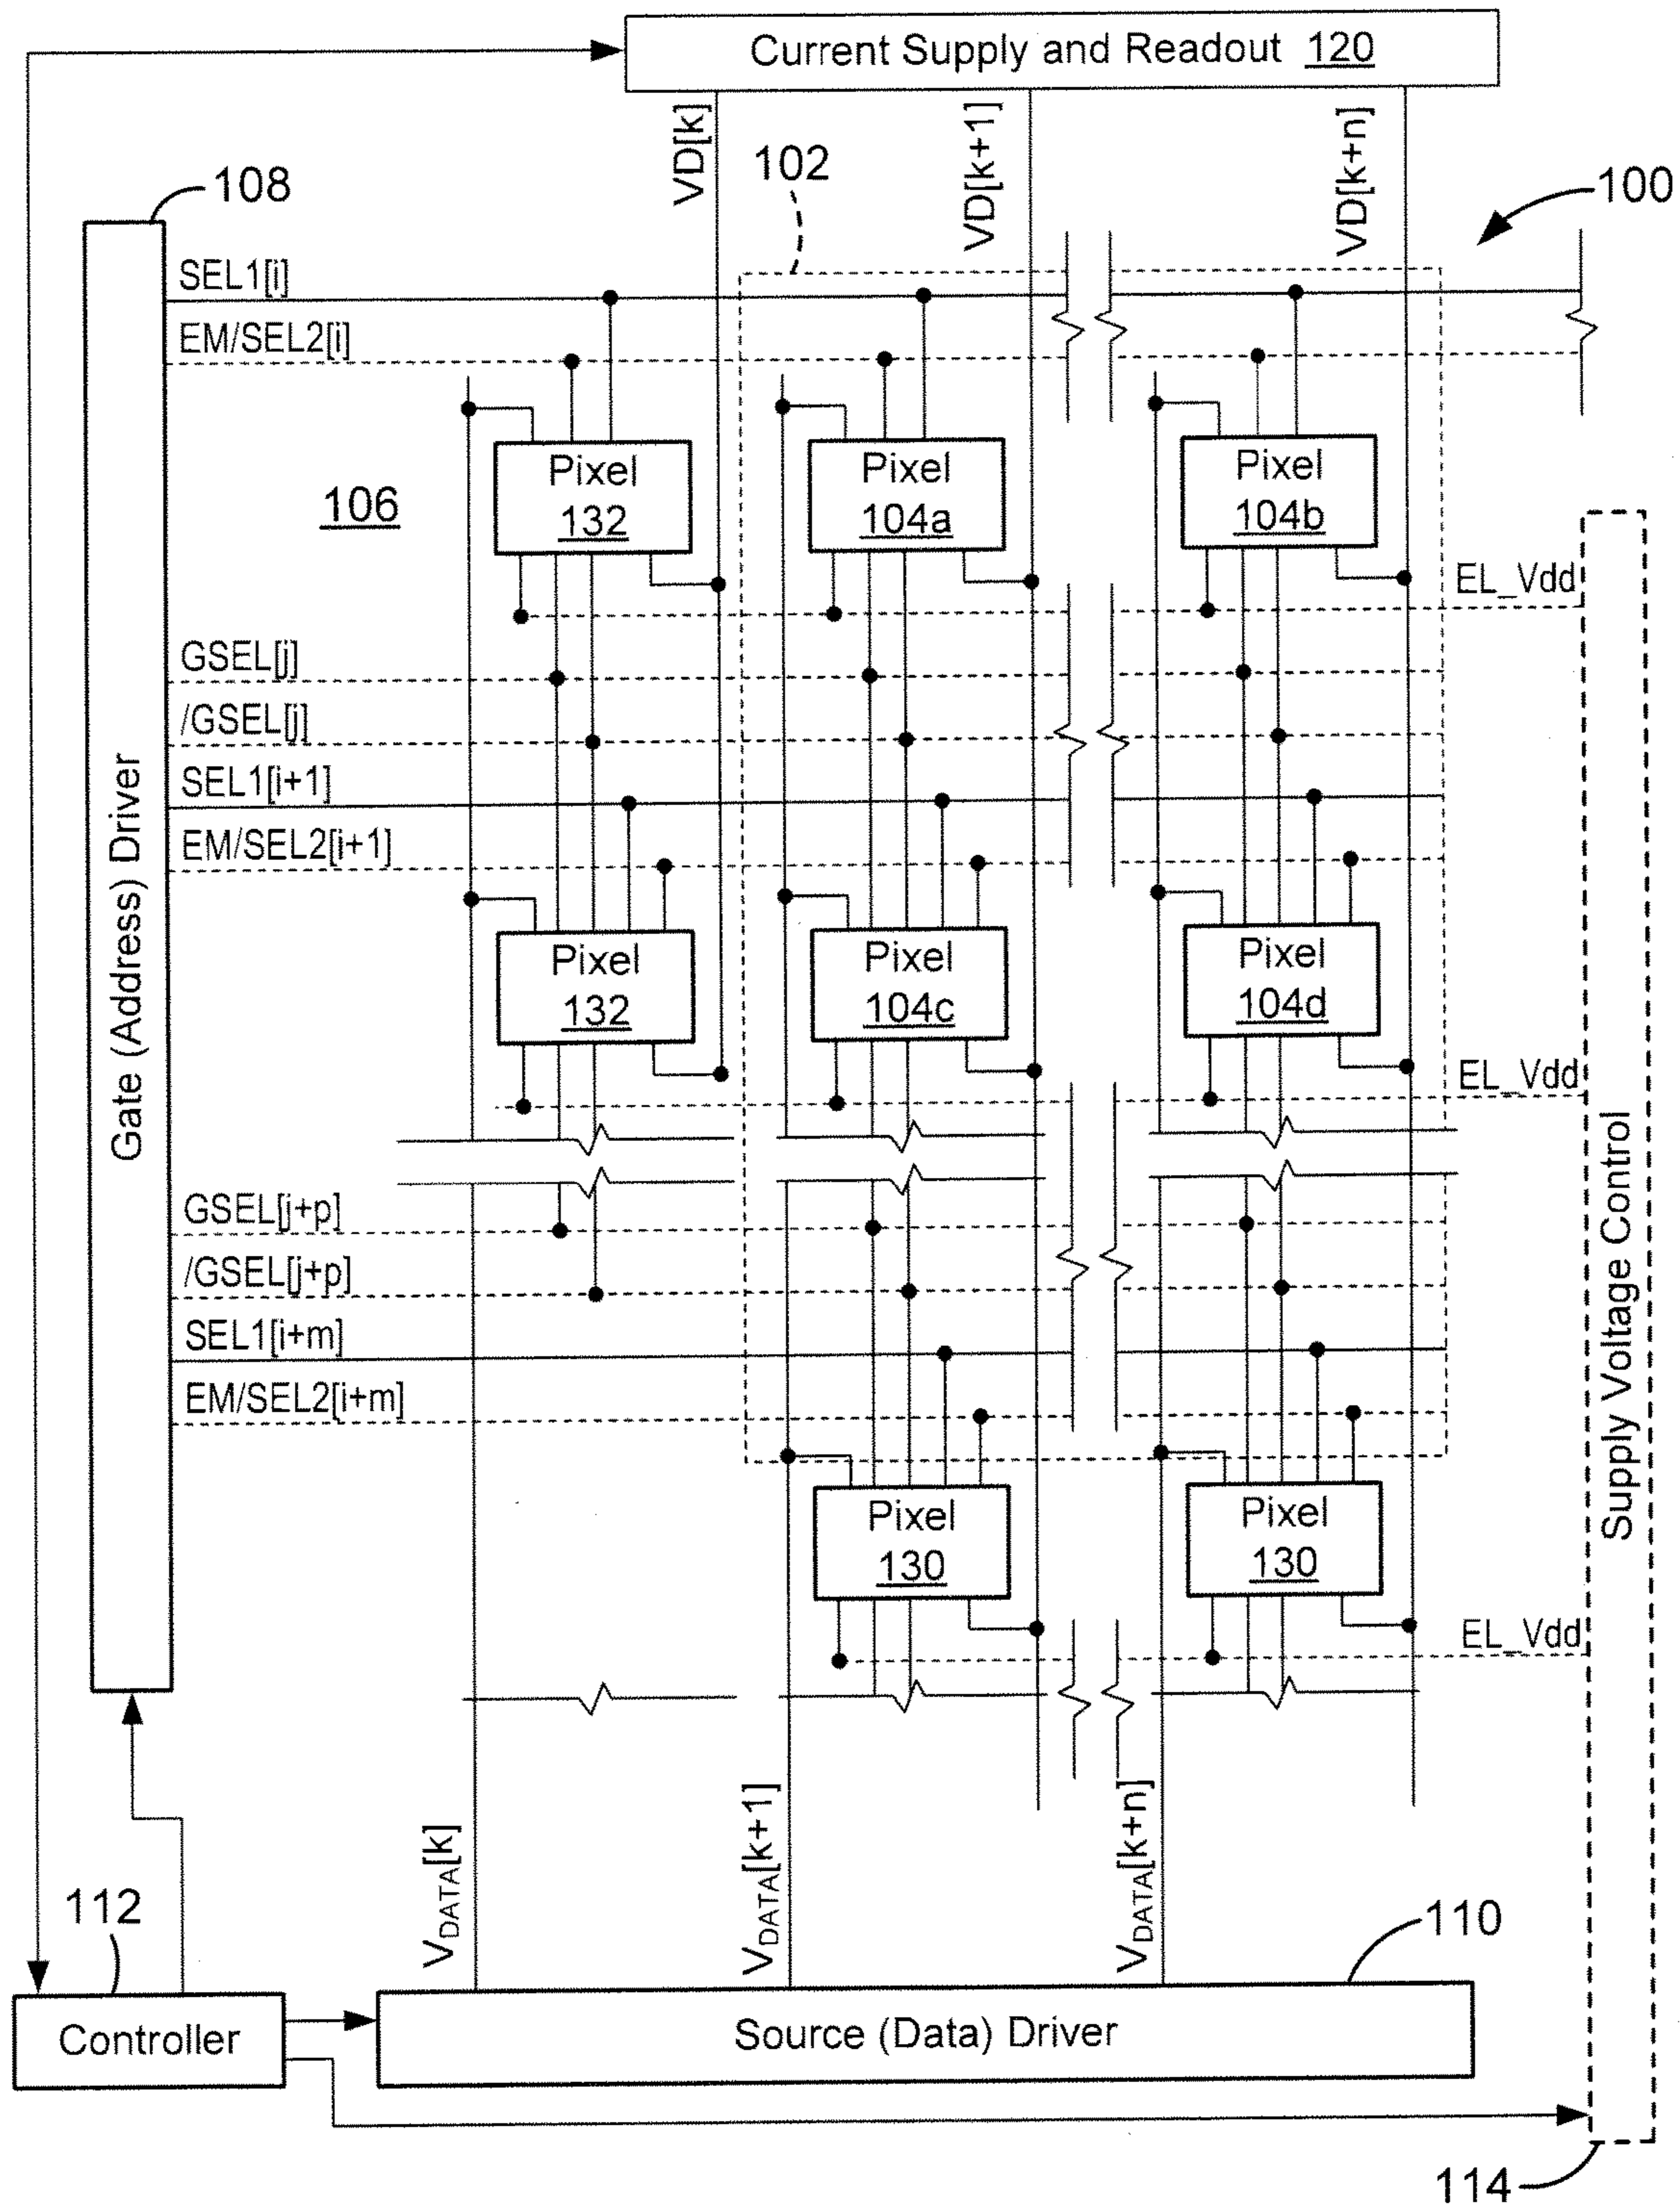 Current Supply and Readout 120
VD[k]
VD[k+1]
VD[k+n]
102
100
108
SEL1[i]
EM/SEL2[i]
Pixel
132
Pixel
104a
Pixel
104b
106
EL_Vdd
GSEL[j]
/GSEL[j]
SEL1[i+1]
EM/SEL2[i+1]
Gate (Address) Driver
Pixel
132
Pixel
104c
Pixel
104d
EL_Vdd
Supply Voltage Control
GSEL[j+p]
/GSEL[j+p]
SEL1[i+m]
EM/SEL2[i+m]
Pixel
130
Pixel
130
EL_Vdd
VDATA[k]
VDATA[k+1]
VDATA[k+n]
112
110
Controller
Source (Data) Driver
114